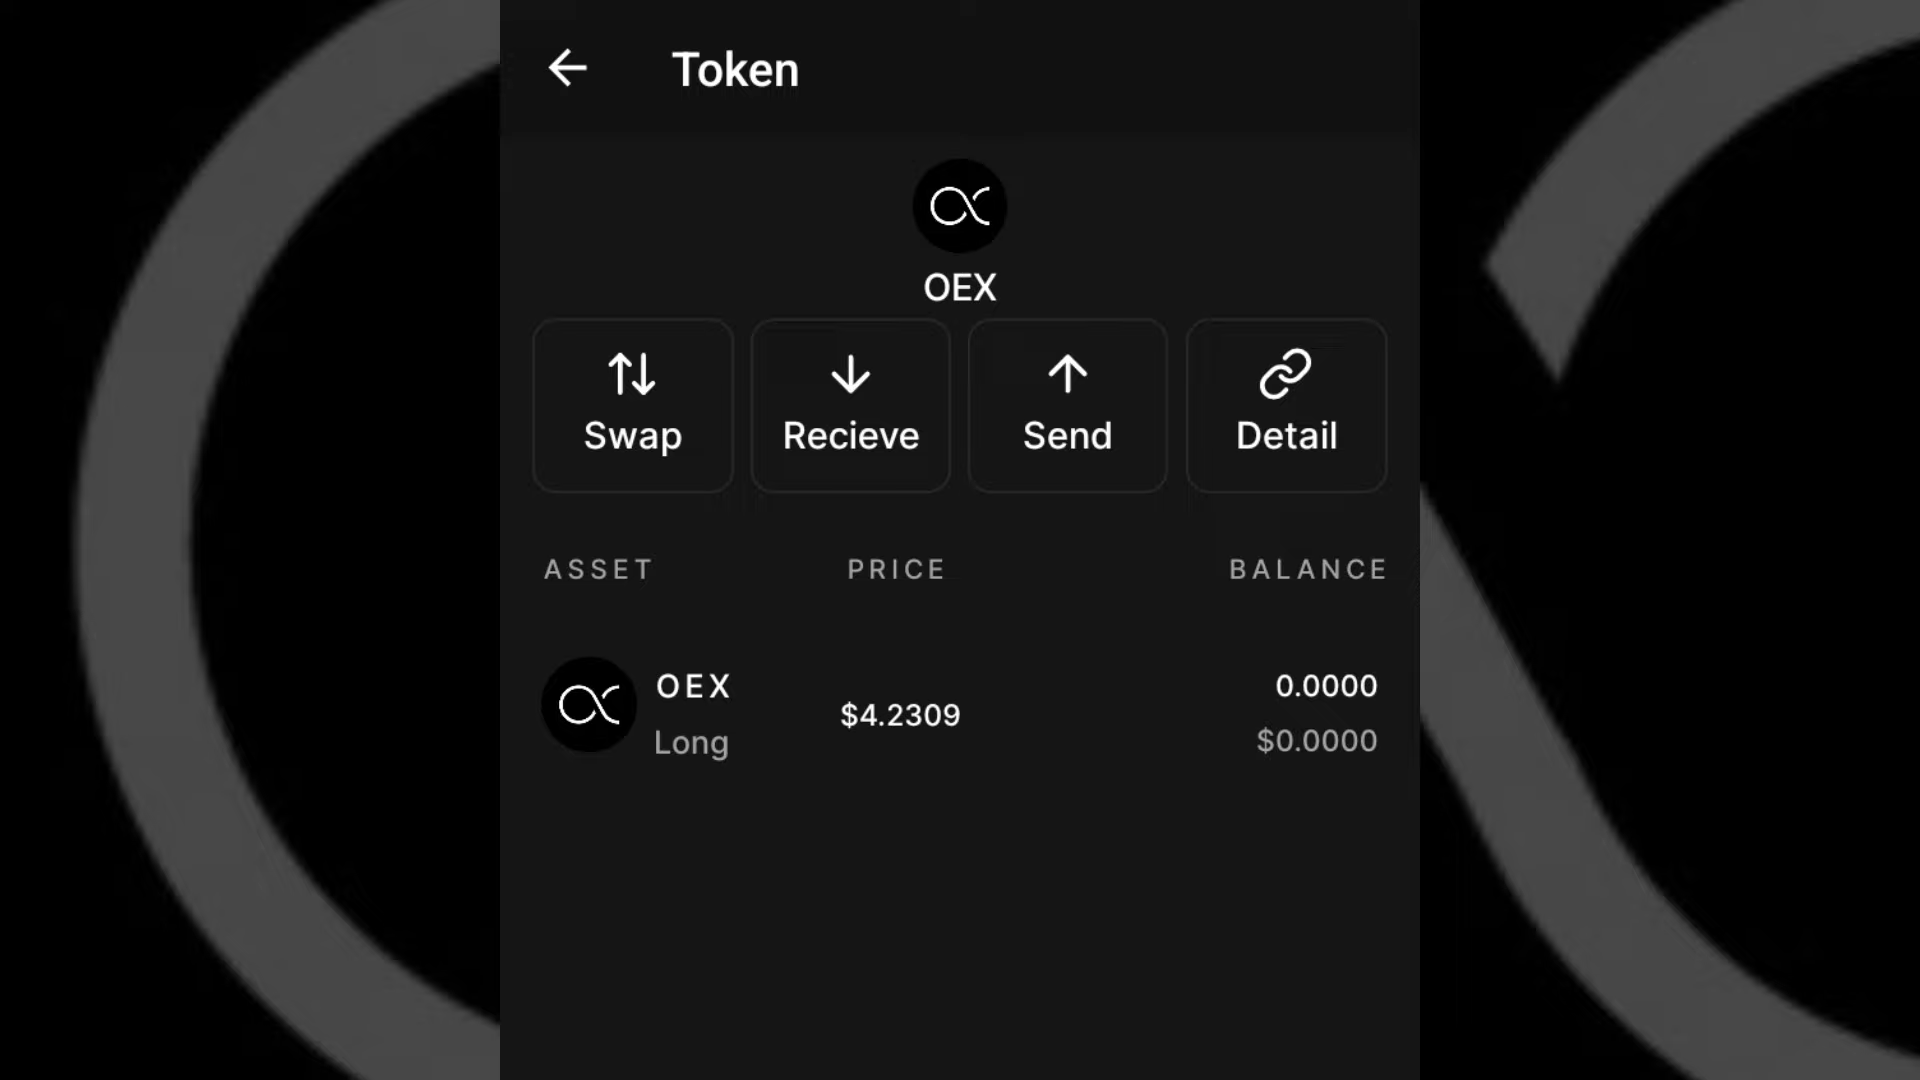 Token
OEX
Swap
Recieve
Send
Detail
ASSET PRICE BALANCE
OEX
Long
$4.2309
0.0000
$0.0000